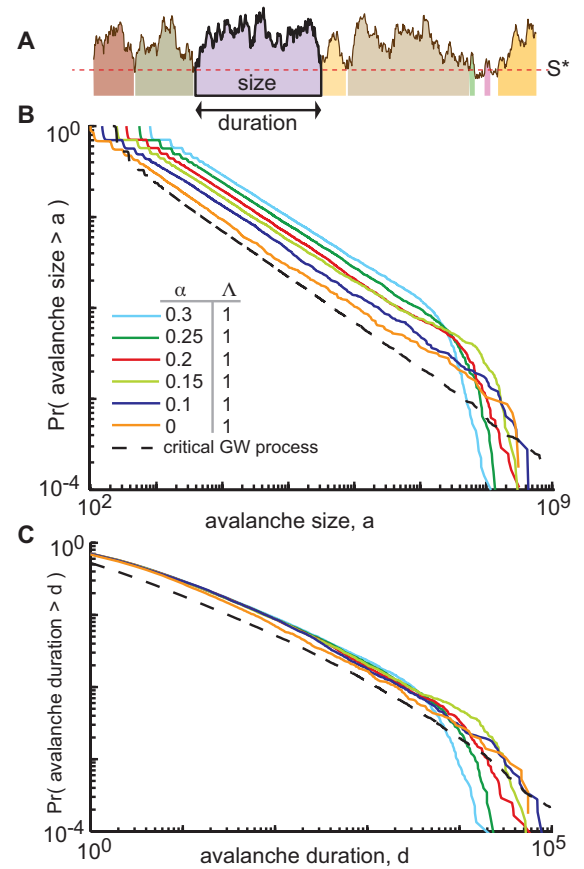 A
S*
size
duration
B
Pr( avalanche size > a )
10^0
10^-4
α Λ
0.3 1
0.25 1
0.2 1
0.15 1
0.1 1
0 1
critical GW process
10^2
10^9
avalanche size, a
C
Pr( avalanche duration > d )
10^0
10^-4
10^0
10^5
avalanche duration, d